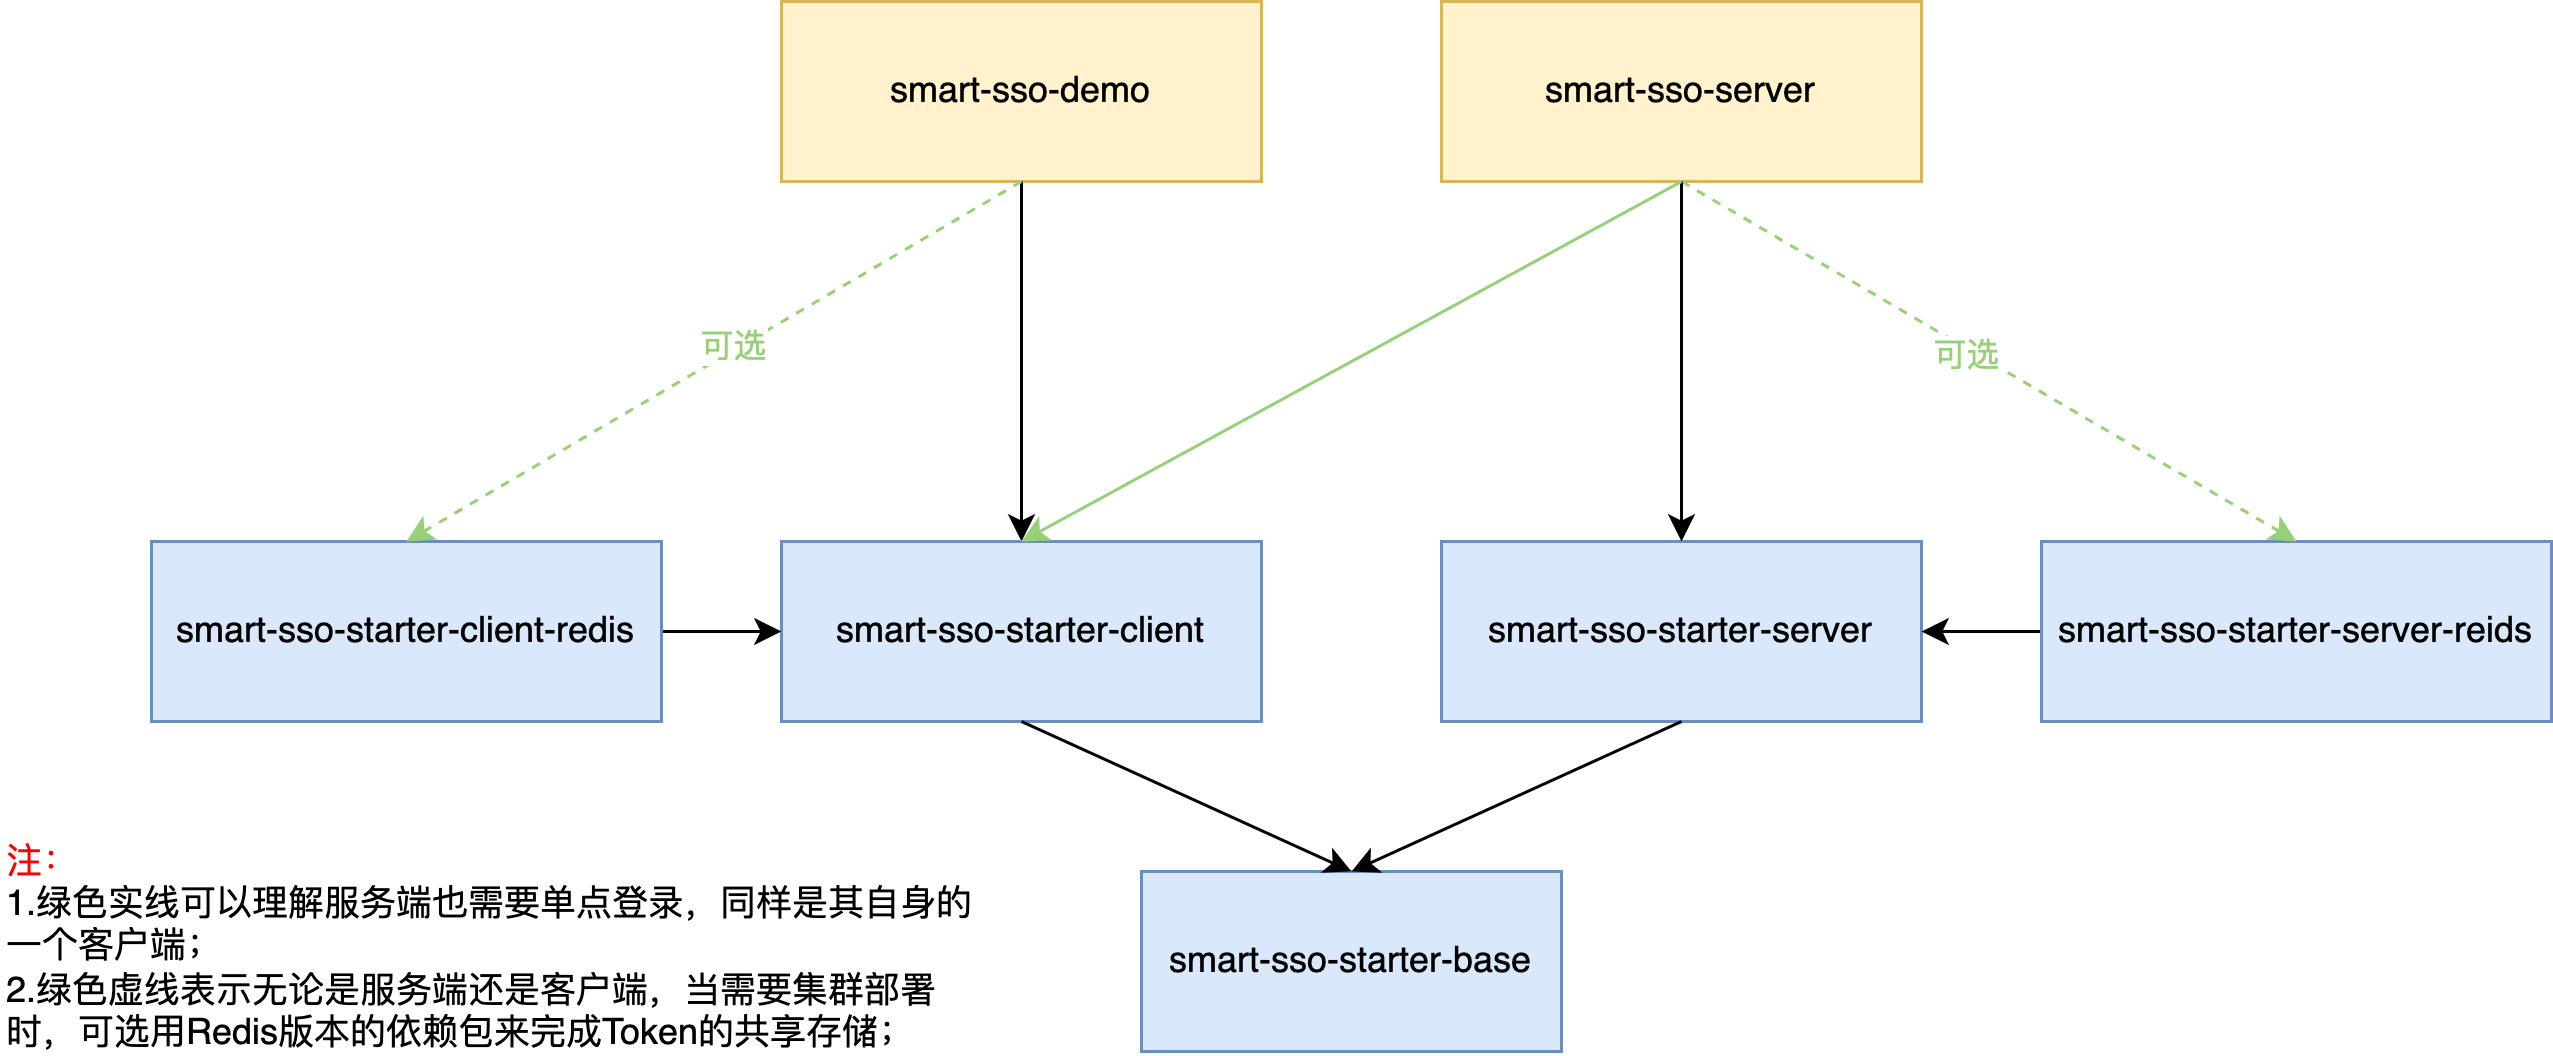 smart-sso-demo
smart-sso-server
可选
可选
smart-sso-starter-client-redis
smart-sso-starter-client
smart-sso-starter-server
smart-sso-starter-server-reids
smart-sso-starter-base
注：
1.绿色实线可以理解服务端也需要单点登录，同样是其自身的
一个客户端；
2.绿色虚线表示无论是服务端还是客户端，当需要集群部署
时，可选用Redis版本的依赖包来完成Token的共享存储；